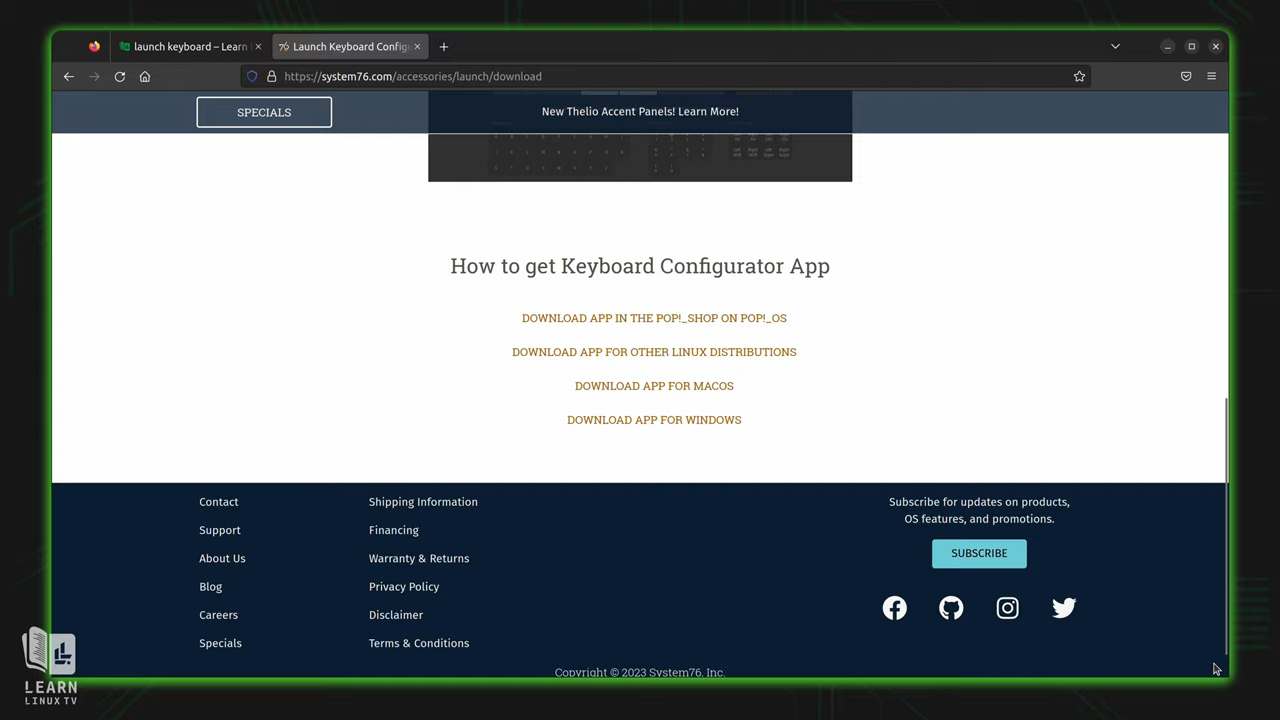 launch keyboard – Learn
Launch Keyboard Config
https://system76.com/accessories/launch/download
SPECIALS
New Thelio Accent Panels! Learn More!
How to get Keyboard Configurator App
DOWNLOAD APP IN THE POP!_SHOP ON POP!_OS
DOWNLOAD APP FOR OTHER LINUX DISTRIBUTIONS
DOWNLOAD APP FOR MACOS
DOWNLOAD APP FOR WINDOWS
Contact
Support
About Us
Blog
Careers
Specials
Shipping Information
Financing
Warranty & Returns
Privacy Policy
Disclaimer
Terms & Conditions
Subscribe for updates on products,
OS features, and promotions.
SUBSCRIBE
Copyright © 2023 System76, Inc.
LEARN
LINUX TV